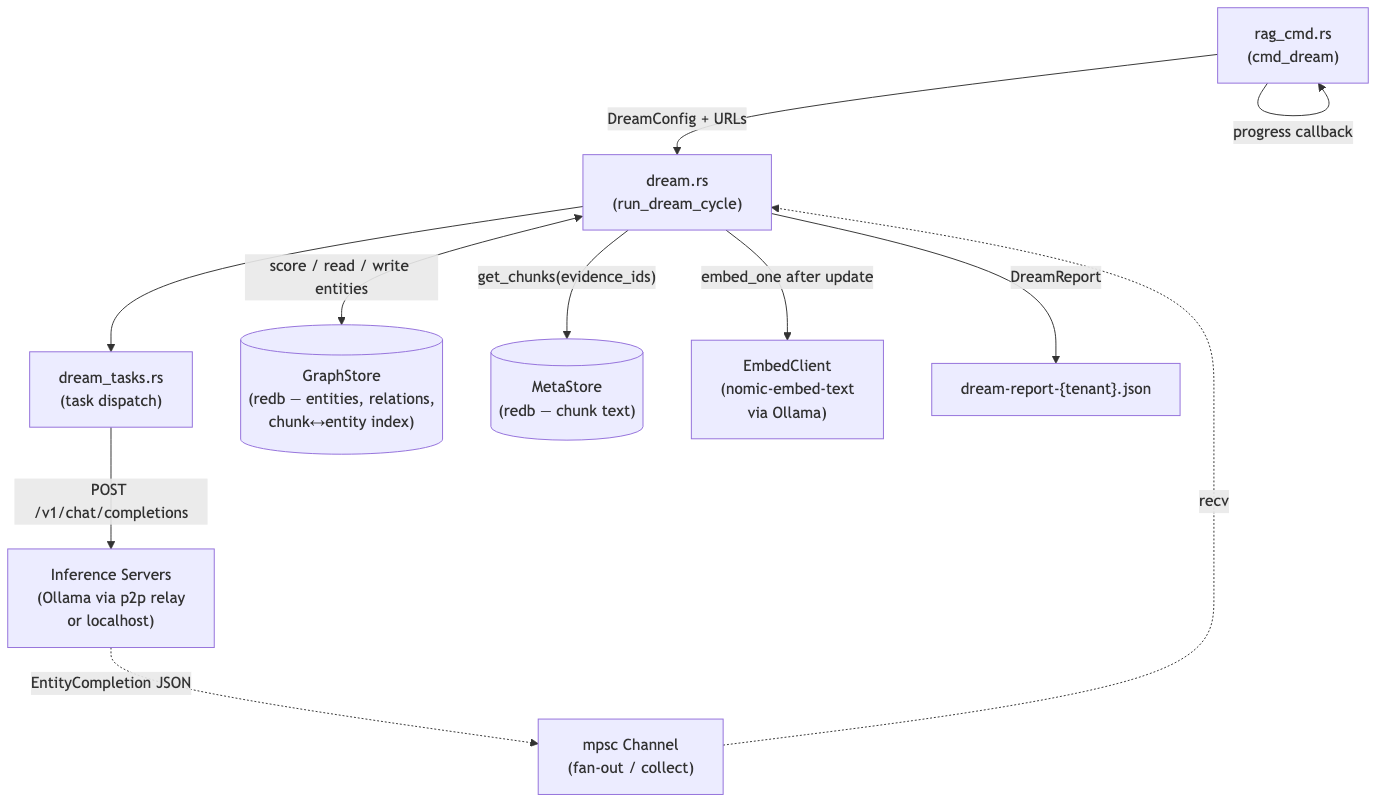 rag_cmd.rs
(cmd_dream)
progress callback
DreamConfig + URLs
dream.rs
(run_dream_cycle)
score / read / write
entities
get_chunks(evidence_ids)
embed_one after update
DreamReport
dream_tasks.rs
(task dispatch)
GraphStore
(redb — entities, relations,
chunk↔entity index)
MetaStore
(redb — chunk text)
EmbedClient
(nomic-embed-text
via Ollama)
dream-report-{tenant}.json
POST
/v1/chat/completions
recv
Inference Servers
(Ollama via p2p relay
or localhost)
EntityCompletion JSON
mpsc Channel
(fan-out / collect)